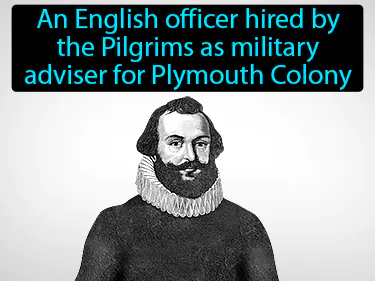 An English officer hired by
the Pilgrims as military
adviser for Plymouth Colony